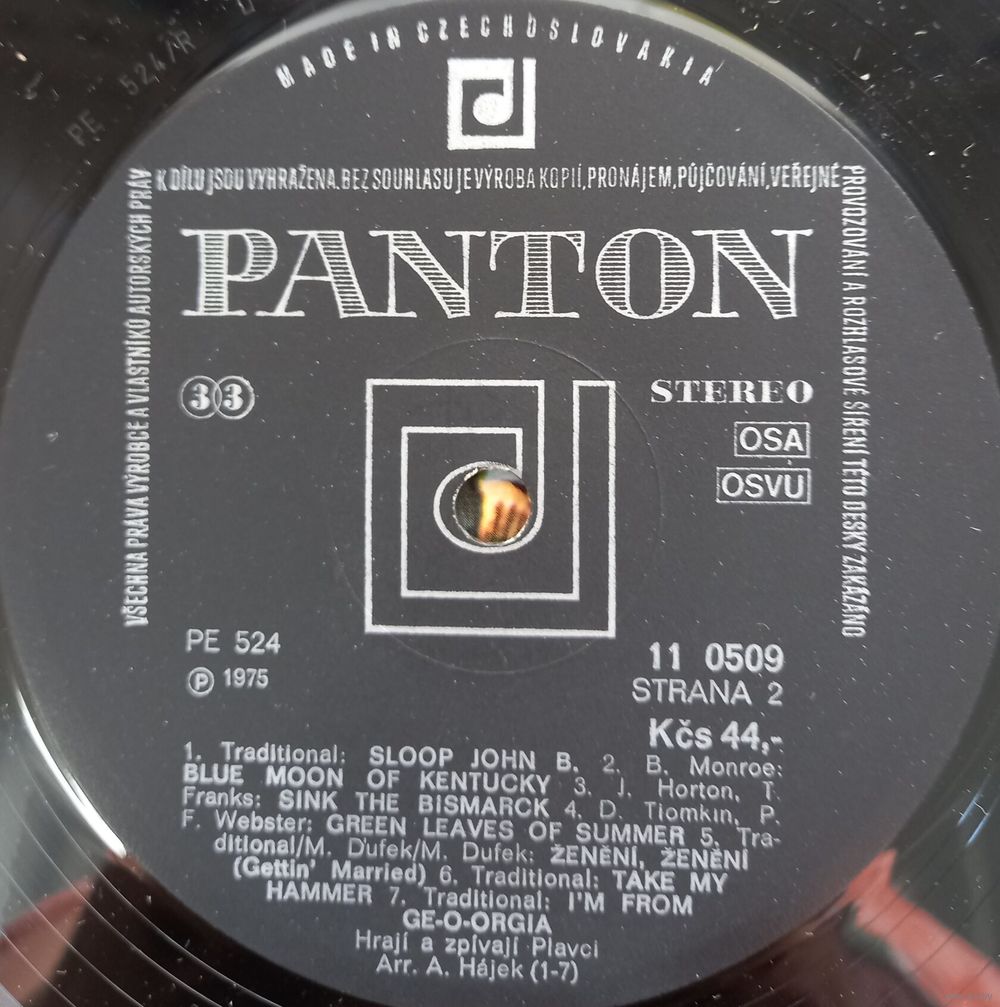 MADE IN CZECHOSLOVAKIA
PE 524/R
VŠECHNA PRÁVA VÝROBCE A VLASTNÍKŮ AUTORSKÝCH PRÁV
K DÍLU JSOU VYHRAŽENA. BEZ SOUHLASU JE VÝROBA KOPIÍ, PRONÁJEM, PŮJČOVÁNÍ, VEŘEJNÉ
PROVOZOVÁNÍ A ROZHLASOVÉ ŠÍŘENÍ TÉTO DESKY ZAKÁZÁNO
PANTON
33
STEREO
OSA
OSVU
PE 524
Ⓟ 1975
11 0509
STRANA 2
Kčs 44,-
1. Traditional: SLOOP JOHN B. 2. B. Monroe:
BLUE MOON OF KENTUCKY 3. J. Horton, T.
Franks: SINK THE BISMARCK 4. D. Tiomkin, P.
F. Webster: GREEN LEAVES OF SUMMER 5. Tra-
ditional/M. Dufek/M. Dufek: ŽENĚNÍ, ŽENĚNÍ
(Gettin' Married) 6. Traditional: TAKE MY
HAMMER 7. Traditional: I'M FROM
GE-O-ORGIA
Hrají a zpívají Plavci
Arr. A. Hájek (1-7)